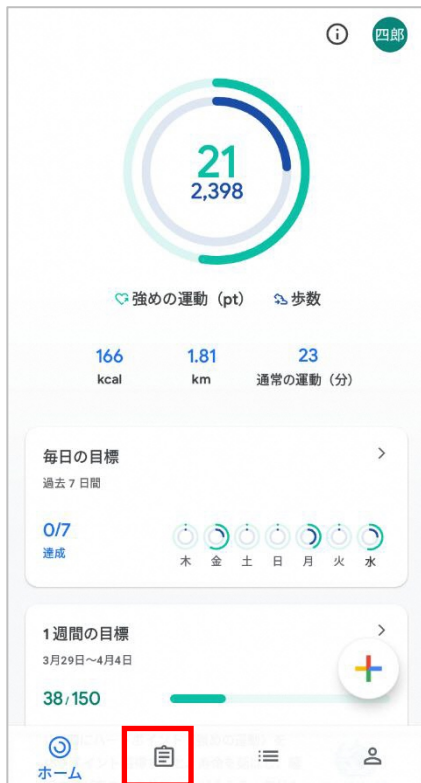 四郎
21
2,398
強めの運動（pt） 歩数
166 1.81 23
kcal km 通常の運動（分）
毎日の目標
過去 7 日間
0/7
達成
木 金 土 日 月 火 水
1 週間の目標
3月29日～4月4日
38/150
ホーム